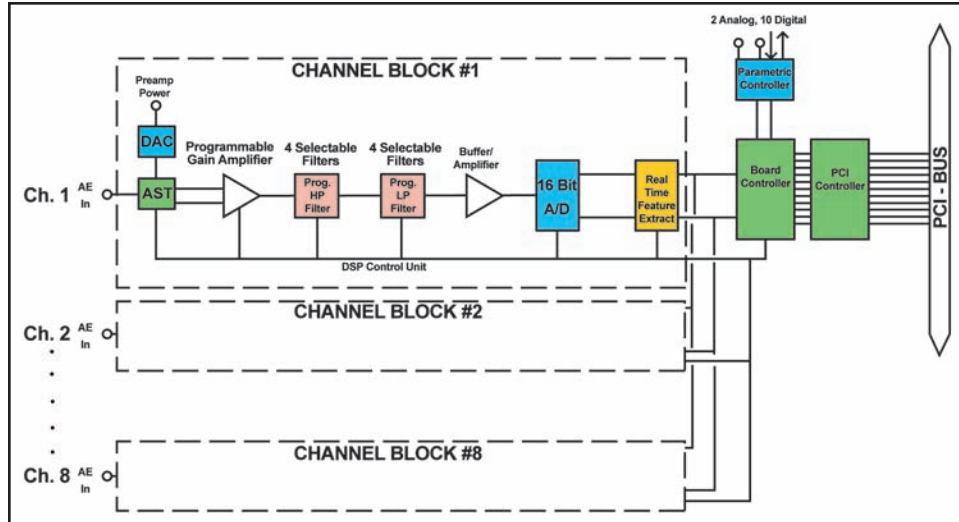 2 Analog, 10 Digital
CHANNEL BLOCK #1
Preamp
Power
Parametric
Controller
DAC
Programmable
Gain Amplifier
4 Selectable
Filters
4 Selectable
Filters
Buffer/
Amplifier
Ch. 1
AE
In
AST
Prog.
HP
Filter
Prog.
LP
Filter
16 Bit
A/D
Real
Time
Feature
Extract
Board
Controller
PCI
Controller
PCI - BUS
DSP Control Unit
CHANNEL BLOCK #2
Ch. 2
AE
In
CHANNEL BLOCK #8
Ch. 8
AE
In